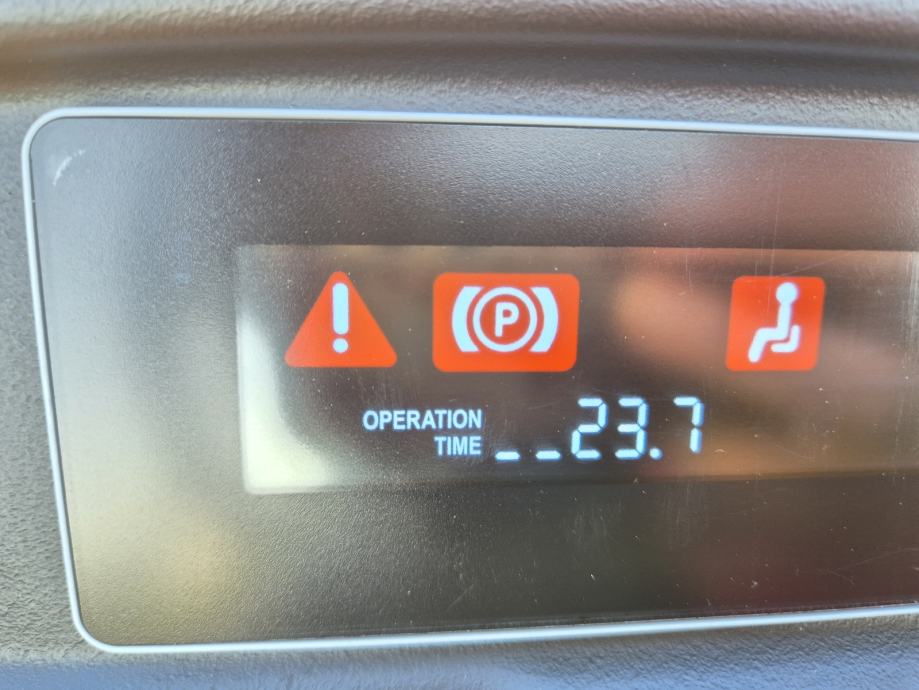 !
P
OPERATION
TIME __23.7